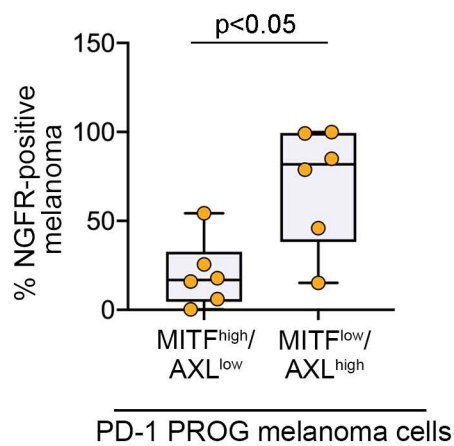 p<0.05
150
100
50
0
% NGFR-positive
melanoma
MITFhigh/
AXLlow
MITFlow/
AXLhigh
PD-1 PROG melanoma cells